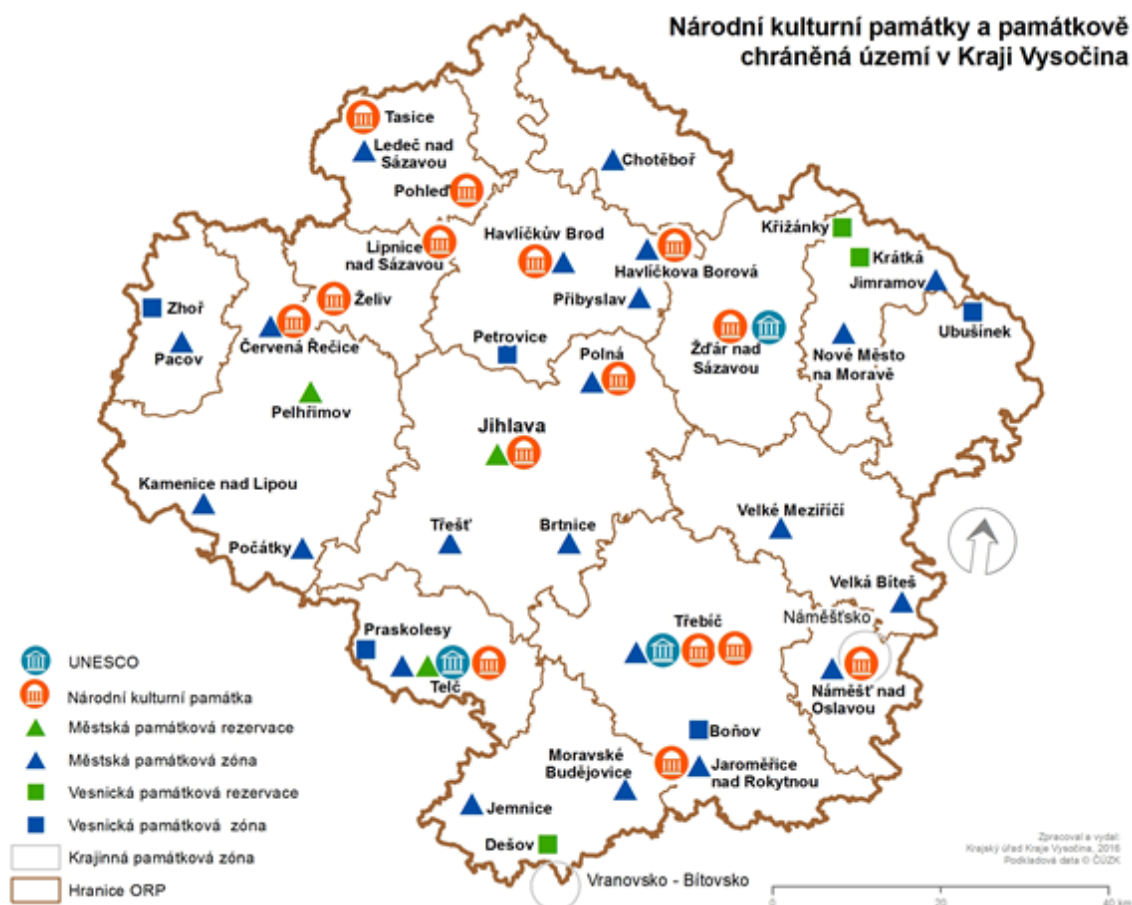 Národní kulturní památky a památkově
chráněná území v Kraji Vysočina
Tasice
Ledeč nad
Sázavou
Chotěboř
Pohleď
Křižánky
Lipnice
nad Sázavou
Havlíčkův Brod
Krátká
Havlíčkova Borová
Jimramov
Želiv
Zhoř
Přibyslav
Ubušínek
Petrovice
Polná
Žďár nad
Sázavou
Nové Město
na Moravě
Pacov
Červená Řečice
Pelhřimov
Jihlava
Kamenice nad Lipou
Velké Meziříčí
Třešť
Brtnice
Počátky
Velká Bíteš
Náměšťsko
Praskolesy
Třebíč
Telč
Náměšť nad
Oslavou
Boňov
Moravské
Budějovice
Jaroměřice
nad Rokytnou
Jemnice
Dešov
Vranovsko - Bítovsko
UNESCO
Národní kulturní památka
Městská památková rezervace
Městská památková zóna
Vesnická památková rezervace
Vesnická památková zóna
Krajinná památková zóna
Hranice ORP
Zpracoval a vydal:
Krajský úřad Kraje Vysočina, 2016
Podkladová data © ČÚZK
0 20 40 km